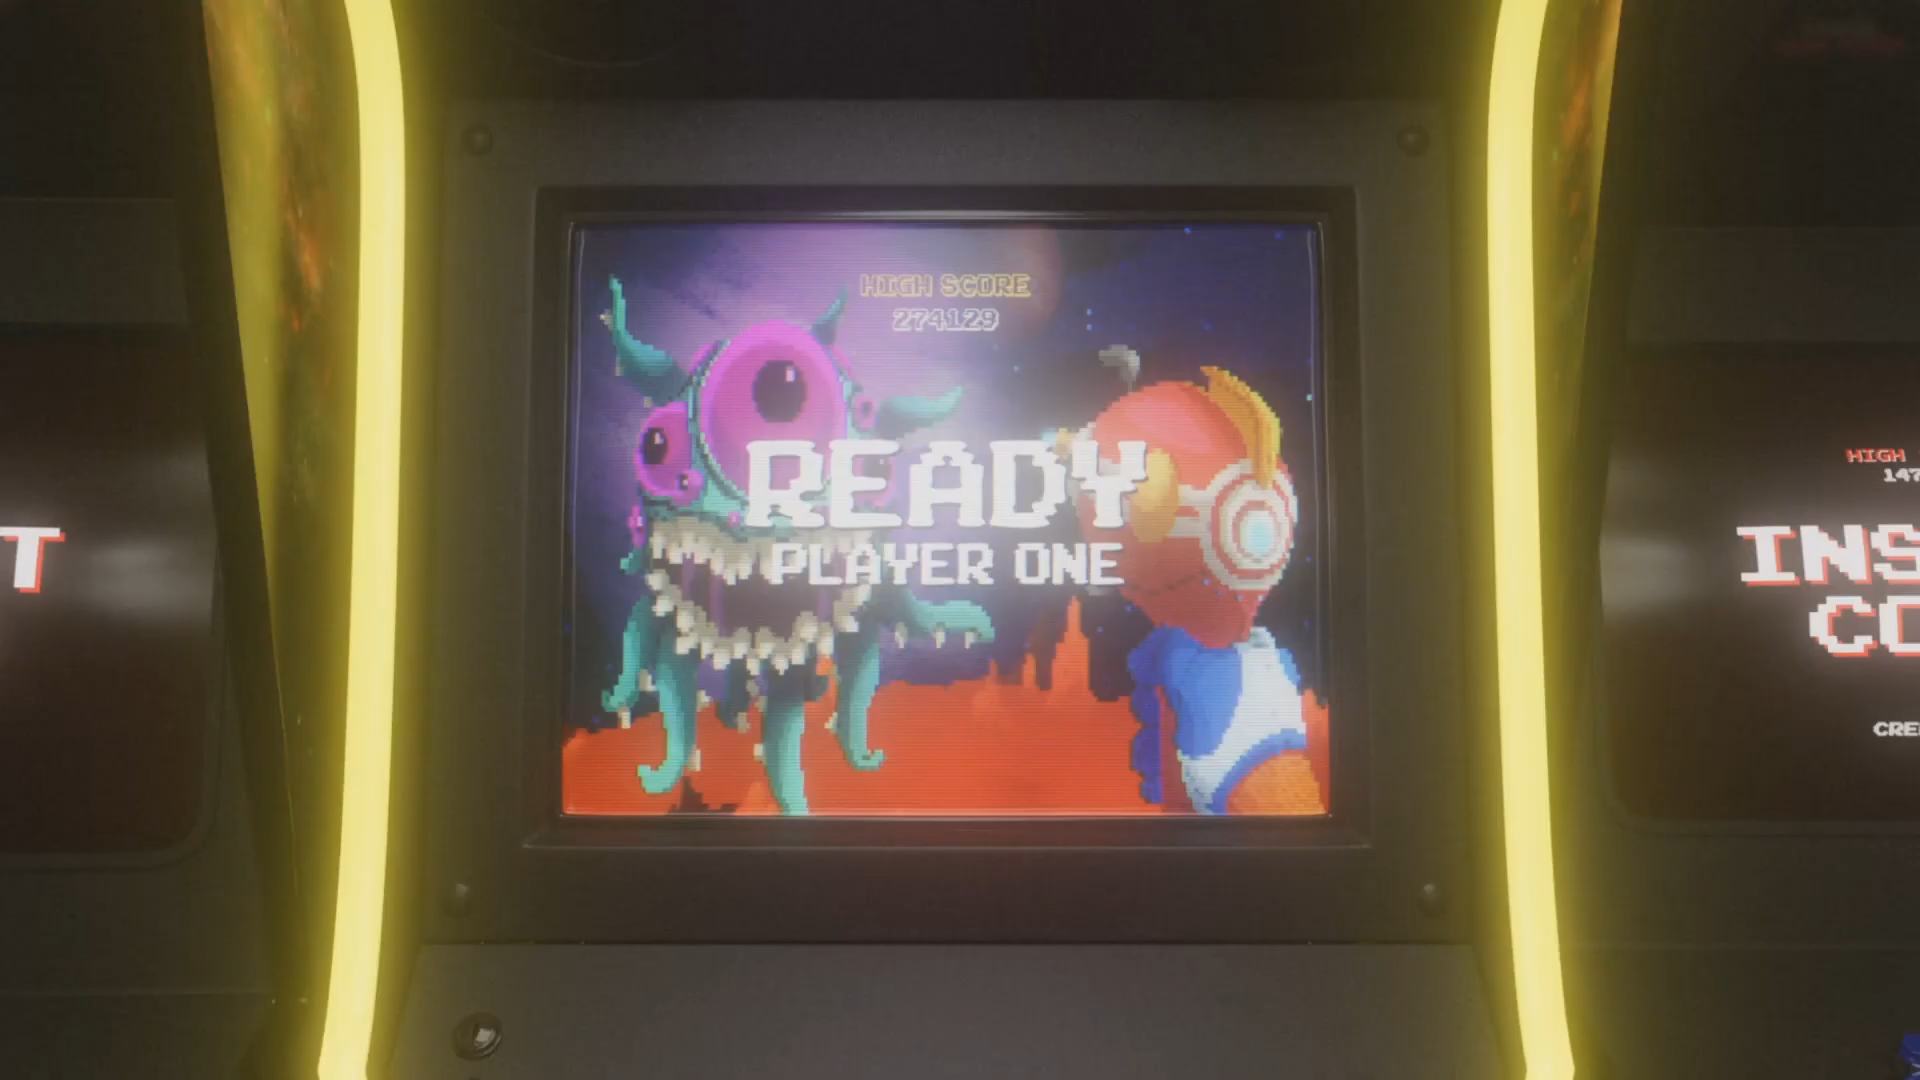 HIGH SCORE
274129
READY
PLAYER ONE
T
HIGH
147
INS
CO
CRE